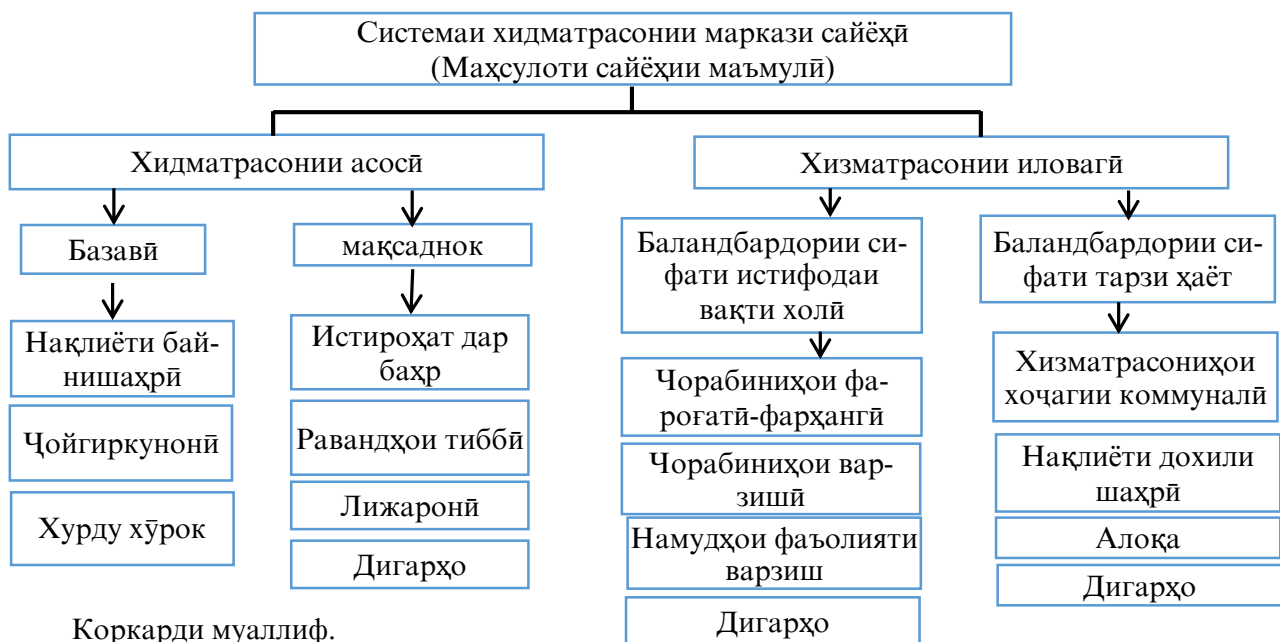 Системаи хидматрасонии маркази сайёҳӣ
(Маҳсулоти сайёҳии маъмулӣ)
Хидматрасонии асосӣ
Хизматрасонии иловагӣ
Базавӣ
мақсаднок
Баландбардории си-
фати истифодаи
вақти холӣ
Баландбардории си-
фати тарзи ҳаёт
Нақлиёти бай-
нишаҳрӣ
Ҷойгиркунонӣ
Хурду хӯрок
Истироҳат дар
баҳр
Равандҳои тиббӣ
Лижаронӣ
Дигарҳо
Чорабиниҳои фа-
роғатӣ-фарҳангӣ
Чорабиниҳои вар-
зишӣ
Намудҳои фаъолияти
варзиш
Дигарҳо
Хизматрасониҳои
хоҷагии коммуналӣ
Нақлиёти дохили
шаҳрӣ
Алоқа
Дигарҳо
Коркарди муаллиф.